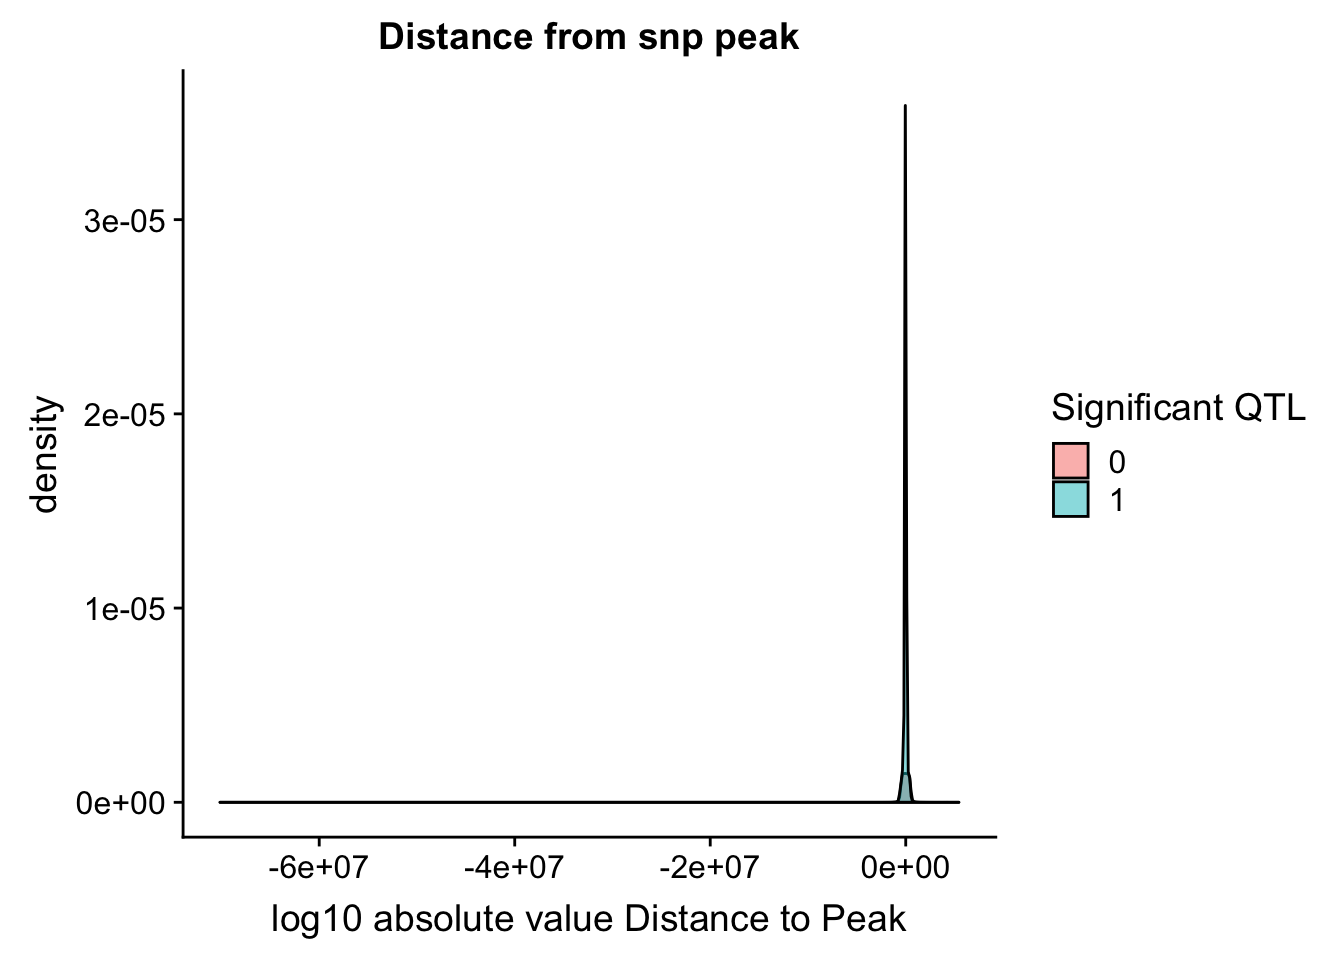 Distance from snp peak
density
3e-05
2e-05
1e-05
0e+00
-6e+07
-4e+07
-2e+07
0e+00
log10 absolute value Distance to Peak
Significant QTL
0
1